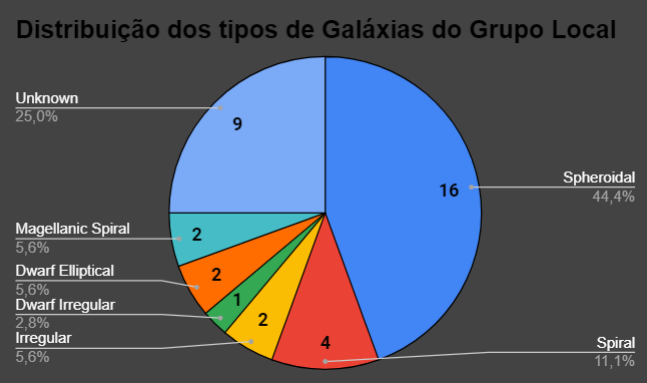 Distribuição dos tipos de Galáxias do Grupo Local
Unknown
25,0%
9
16
Spheroidal
44,4%
Magellanic Spiral
5,6%
2
Dwarf Elliptical
5,6%
2
Dwarf Irregular
2,8%
1
Irregular
5,6%
2
4
Spiral
11,1%